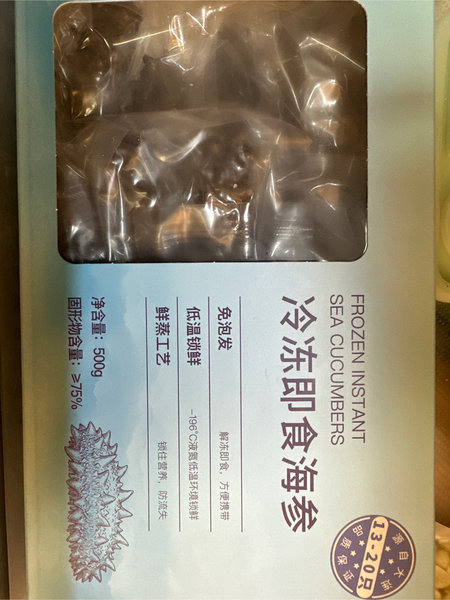 FROZEN INSTANT
SEA CUCUMBERS
冷冻即食海参
免泡发
解冻即食，方便携带
低温锁鲜
-196℃液氮低温环境锁鲜
鲜蒸工艺
锁住营养，防流失
净含量：500g
固形物含量：≥75%
13-20只